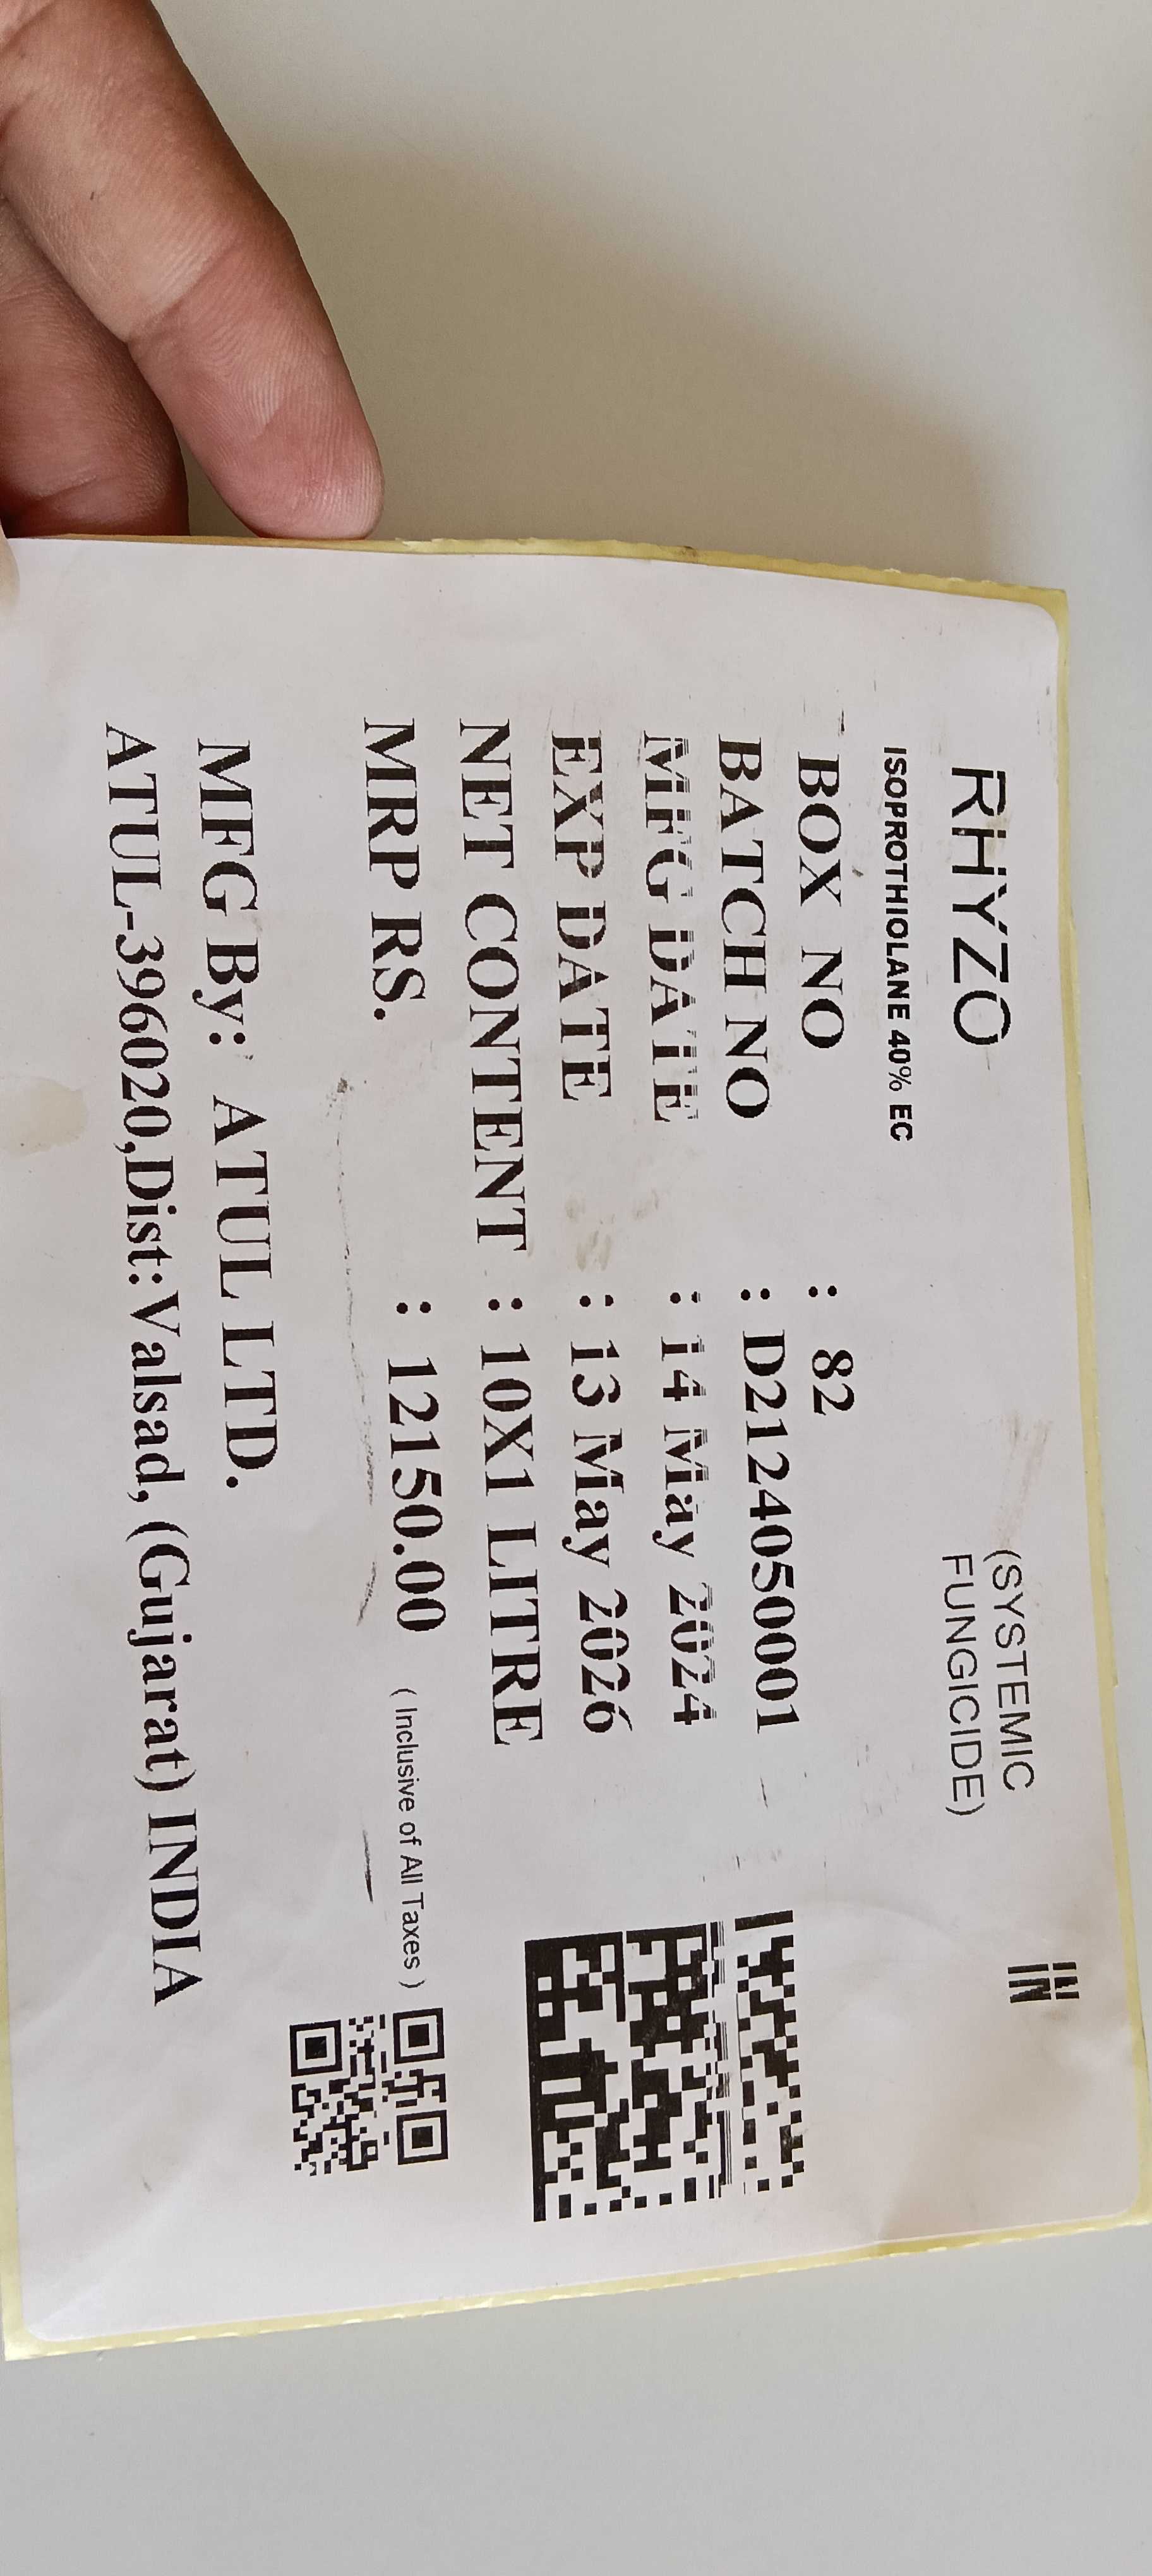 IN
RHYZO (SYSTEMIC
FUNGICIDE)
ISOPROTHIOLANE 40% EC
BOX NO : 82
BATCH NO : D2124050001
MFG DATE : 14 May 2024
EXP DATE : 13 May 2026
NET CONTENT : 10X1 LITRE
MRP RS. : 12150.00 ( Inclusive of All Taxes )
MFG By: ATUL LTD.
ATUL-396020,Dist:Valsad, (Gujarat) INDIA